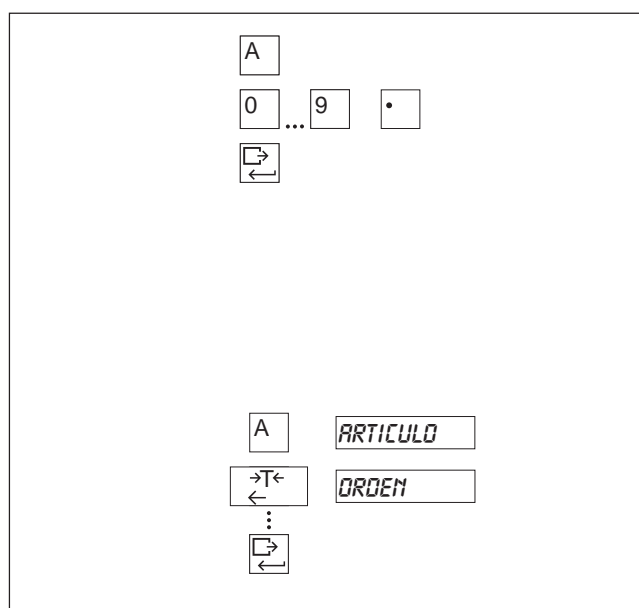 A
0 ... 9 •
A ARTICULO
→T← ORDEN